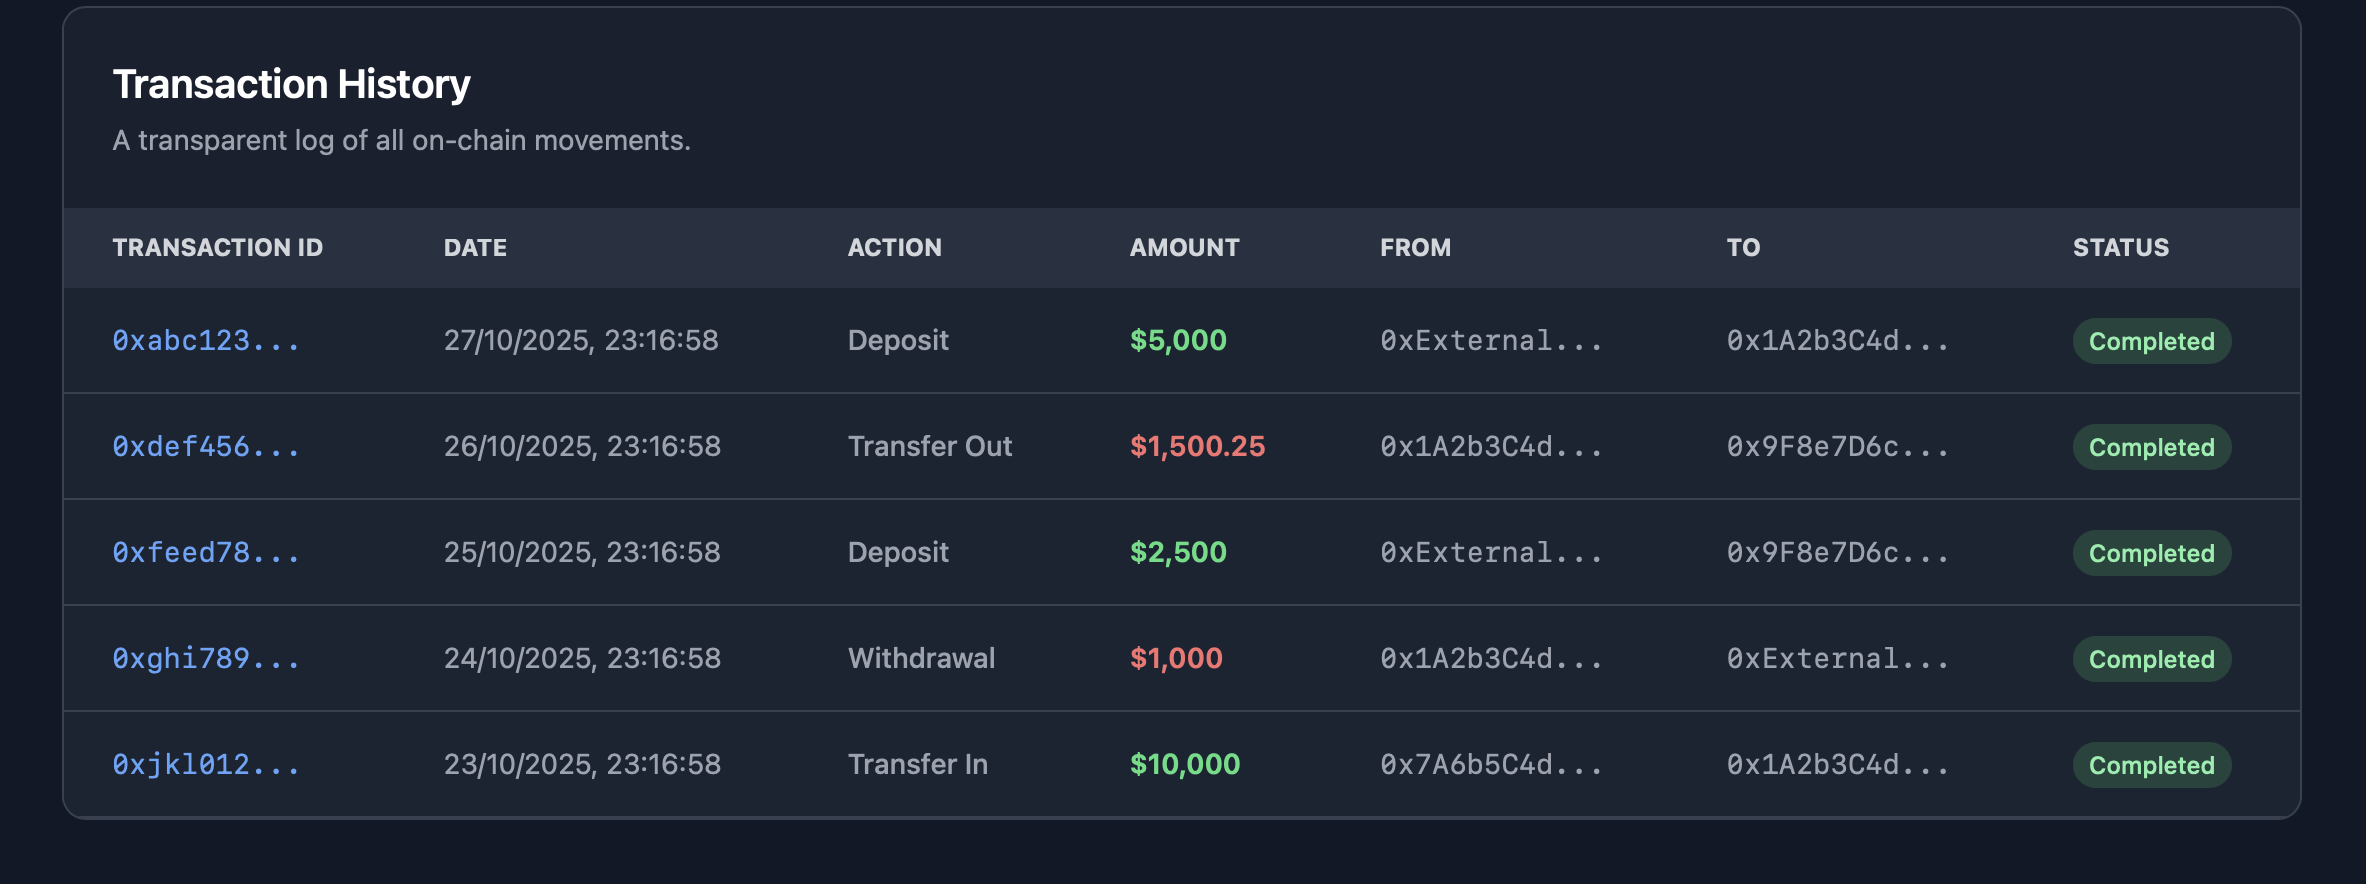 Transaction History
A transparent log of all on-chain movements.
TRANSACTION ID DATE ACTION AMOUNT FROM TO STATUS
0xabc123... 27/10/2025, 23:16:58 Deposit $5,000 0xExternal... 0x1A2b3C4d... Completed
0xdef456... 26/10/2025, 23:16:58 Transfer Out $1,500.25 0x1A2b3C4d... 0x9F8e7D6c... Completed
0xfeed78... 25/10/2025, 23:16:58 Deposit $2,500 0xExternal... 0x9F8e7D6c... Completed
0xghi789... 24/10/2025, 23:16:58 Withdrawal $1,000 0x1A2b3C4d... 0xExternal... Completed
0xjkl012... 23/10/2025, 23:16:58 Transfer In $10,000 0x7A6b5C4d... 0x1A2b3C4d... Completed